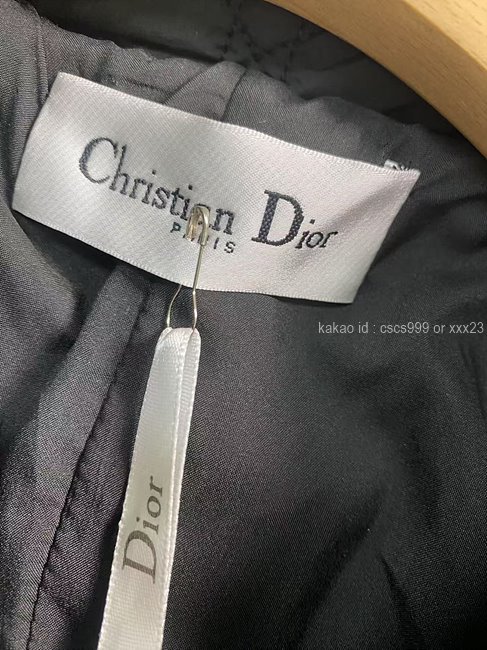 Christian Dior
PARIS
kakao id : cscs999 or xxx23
Dior